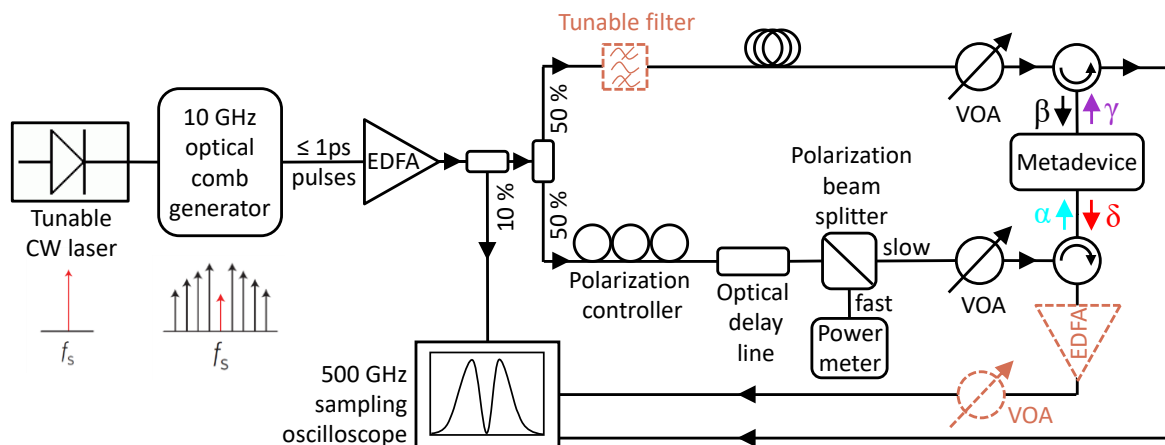 Tunable filter
50 %
VOA
β
γ
Metadevice
10 GHz
optical
comb
generator
≤ 1ps
pulses
EDFA
10 %
50 %
Tunable
CW laser
Polarization
beam
splitter
α
δ
slow
VOA
fast
Power
meter
Polarization
controller
Optical
delay
line
EDFA
VOA
fs
fs
500 GHz
sampling
oscilloscope